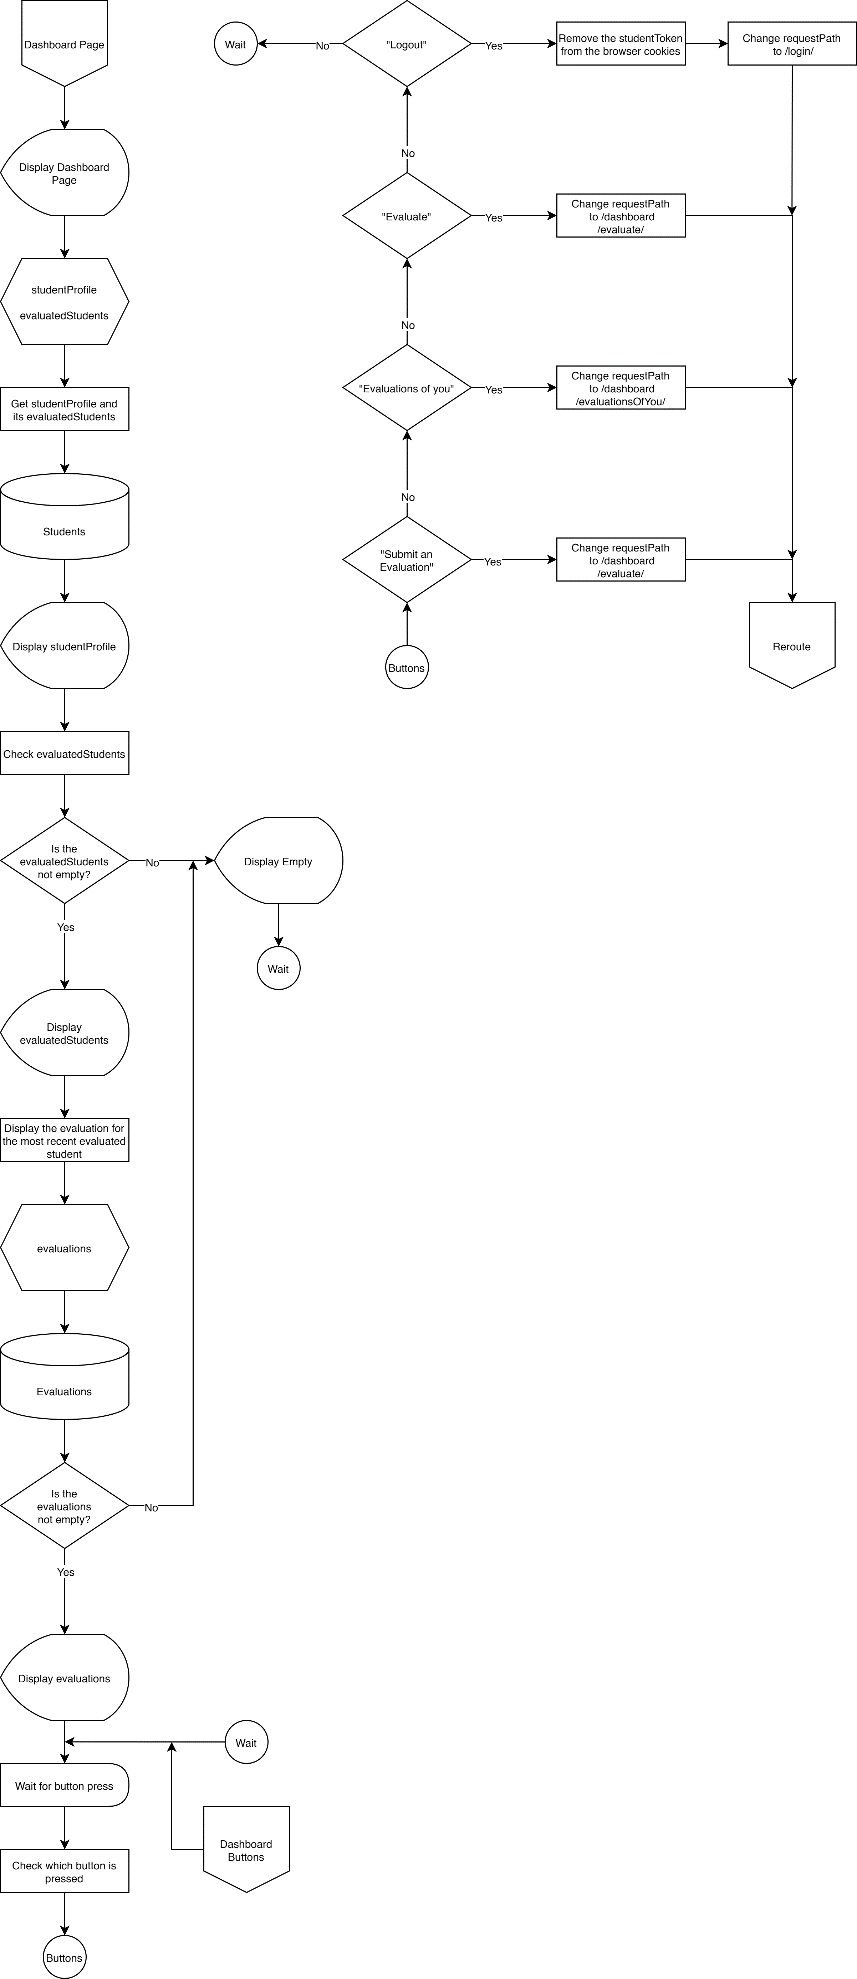 Dashboard Page
Display Dashboard
Page
studentProfile
evaluatedStudents
Get studentProfile and
its evaluatedStudents
Students
Display studentProfile
Check evaluatedStudents
Is the
evaluatedStudents
not empty?
No
Display Empty
Wait
Yes
Display
evaluatedStudents
Display the evaluation for
the most recent evaluated
student
evaluations
Evaluations
Is the
evaluations
not empty?
No
Yes
Display evaluations
Wait
Wait for button press
Dashboard
Buttons
Check which button is
pressed
Buttons
Wait
No
"Logout"
Yes
Remove the studentToken
from the browser cookies
Change requestPath
to /login/
No
"Evaluate"
Yes
Change requestPath
to /dashboard
/evaluate/
No
"Evaluations of you"
Yes
Change requestPath
to /dashboard
/evaluationsOfYou/
No
"Submit an
Evaluation"
Yes
Change requestPath
to /dashboard
/evaluate/
Buttons
Reroute